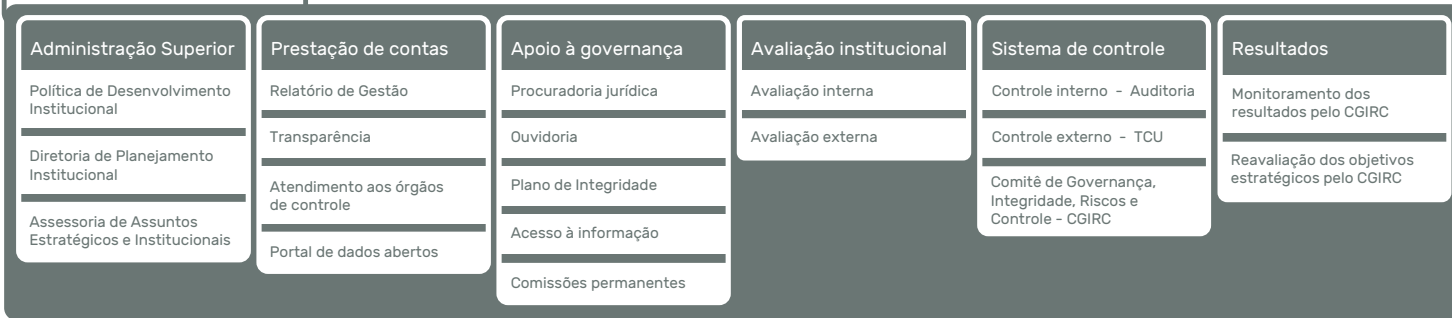 Administração Superior
Política de Desenvolvimento
Institucional
Diretoria de Planejamento
Institucional
Assessoria de Assuntos
Estratégicos e Institucionais
Prestação de contas
Relatório de Gestão
Transparência
Atendimento aos órgãos
de controle
Portal de dados abertos
Apoio à governança
Procuradoria jurídica
Ouvidoria
Plano de Integridade
Acesso à informação
Comissões permanentes
Avaliação institucional
Avaliação interna
Avaliação externa
Sistema de controle
Controle interno - Auditoria
Controle externo - TCU
Comitê de Governança,
Integridade, Riscos e
Controle - CGIRC
Resultados
Monitoramento dos
resultados pelo CGIRC
Reavaliação dos objetivos
estratégicos pelo CGIRC